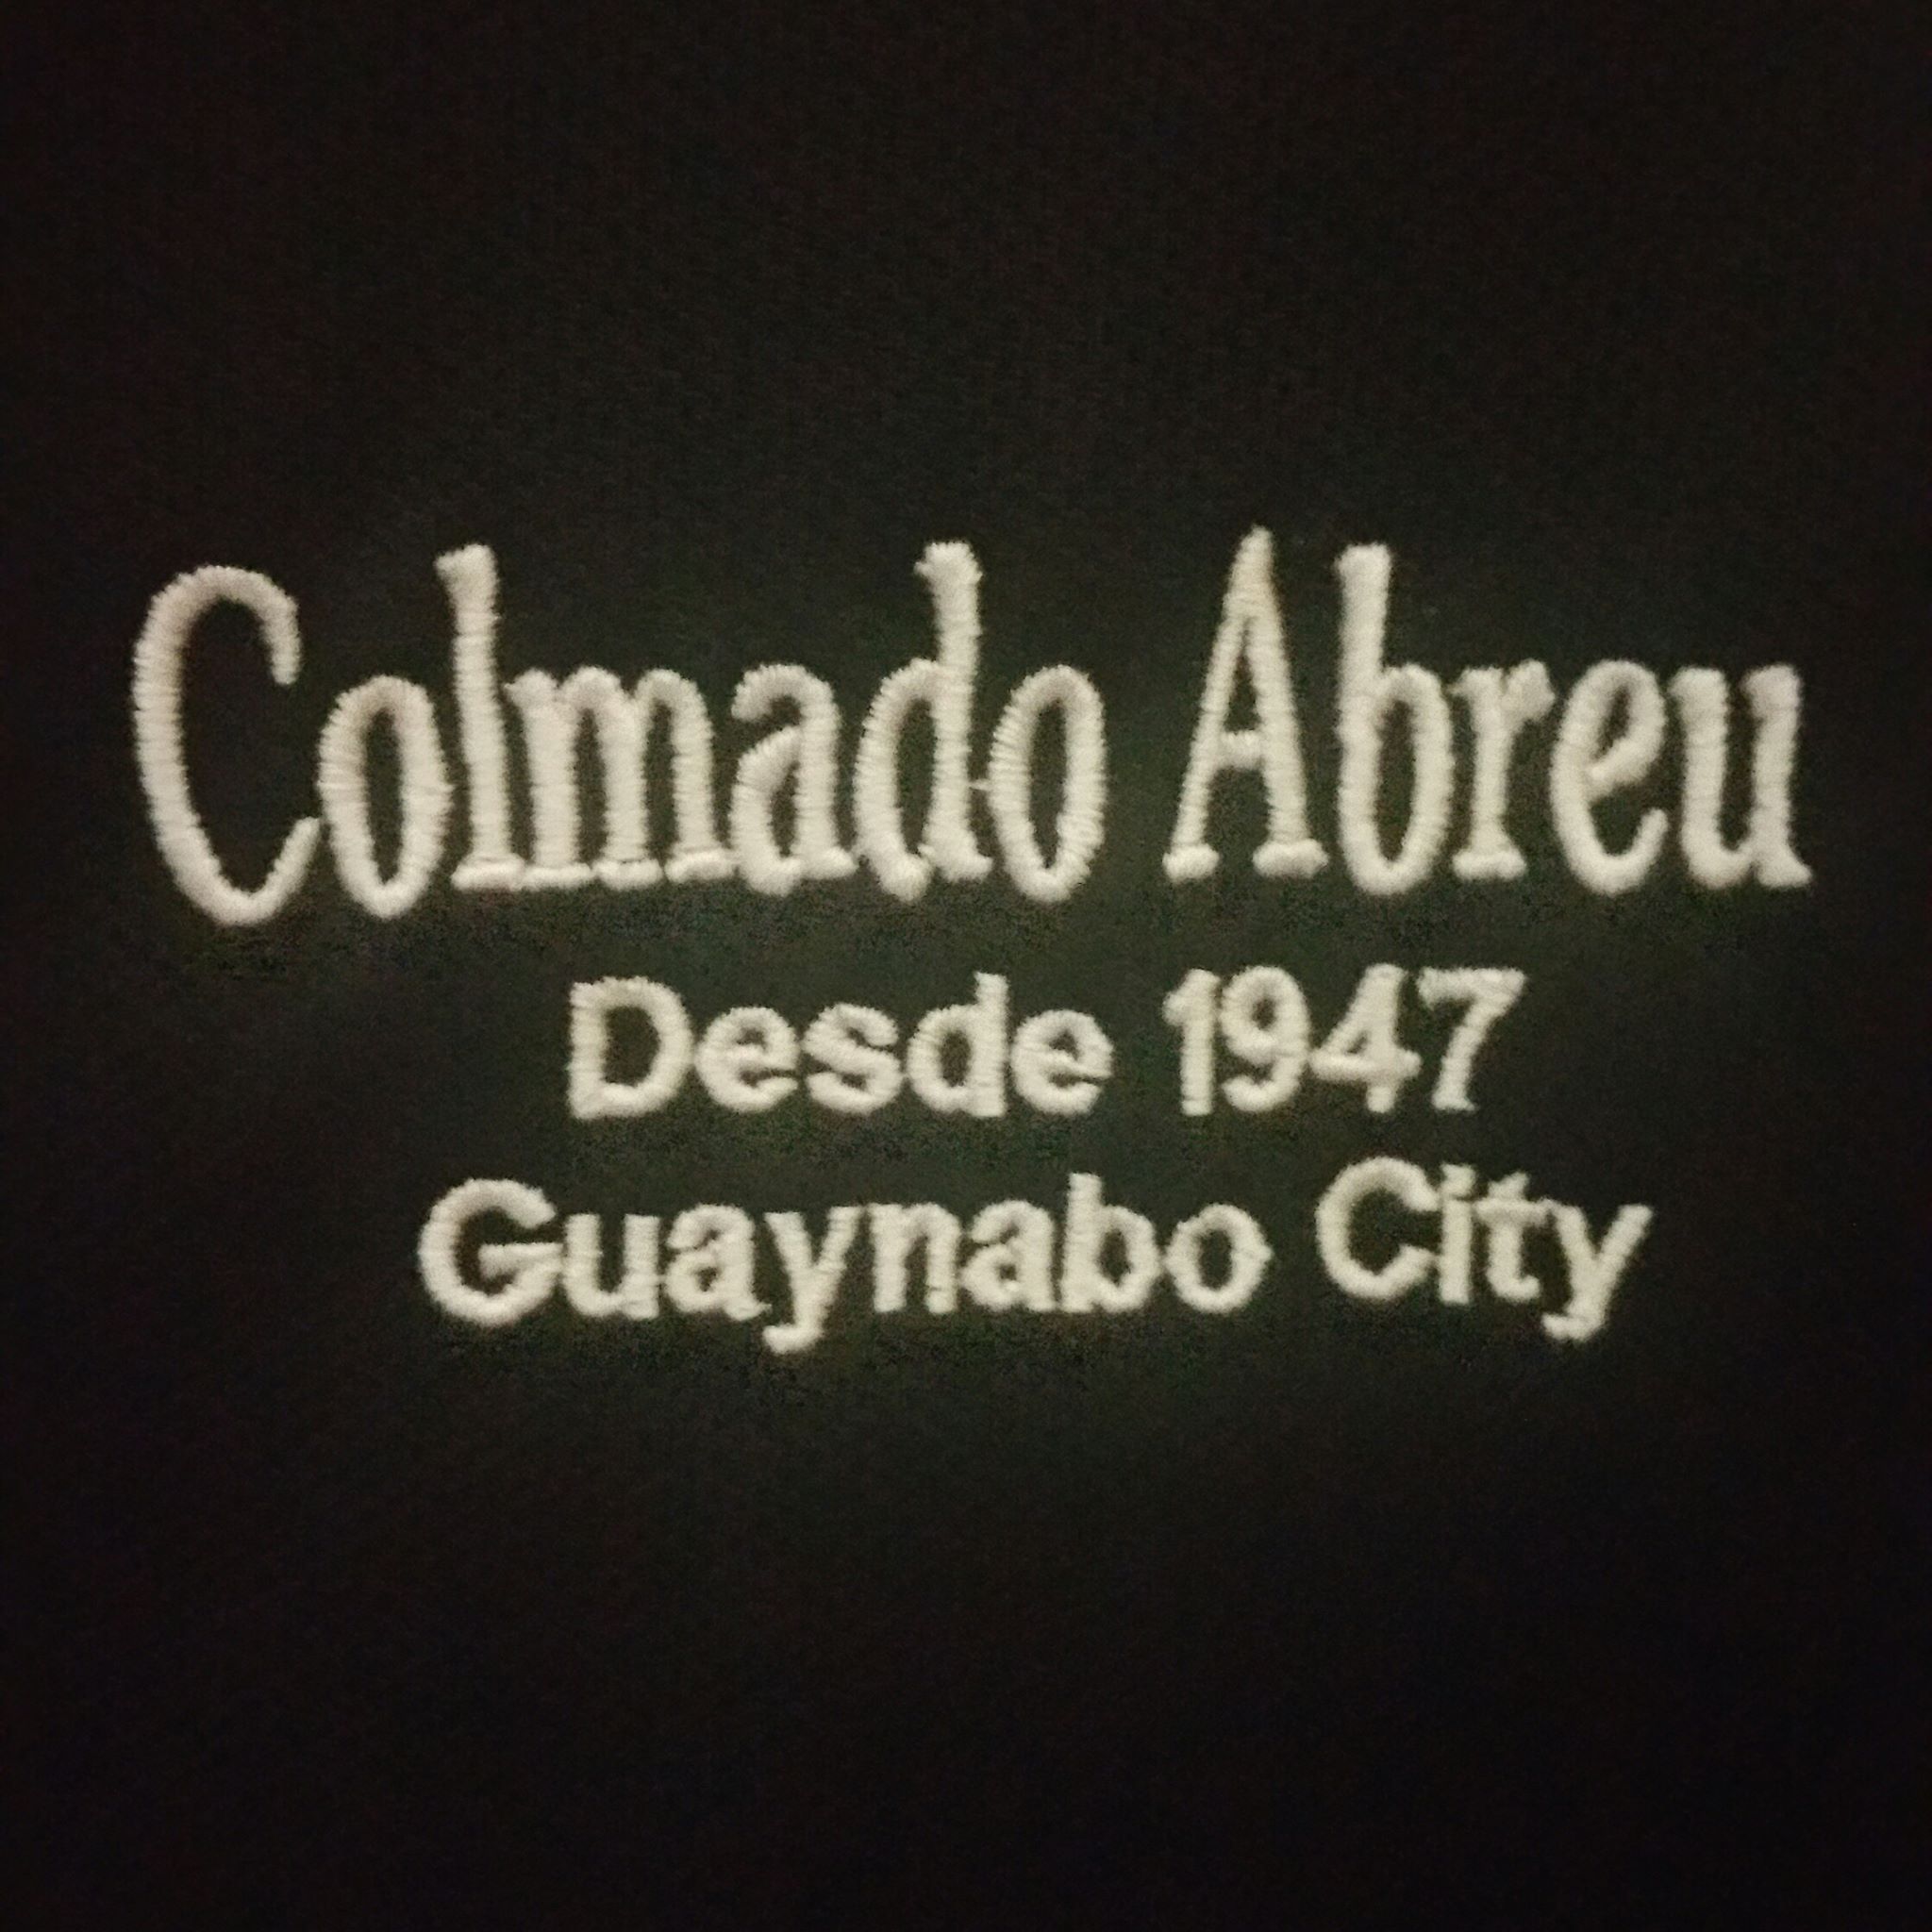 Colmado Abreu
Desde 1947
Guaynabo City